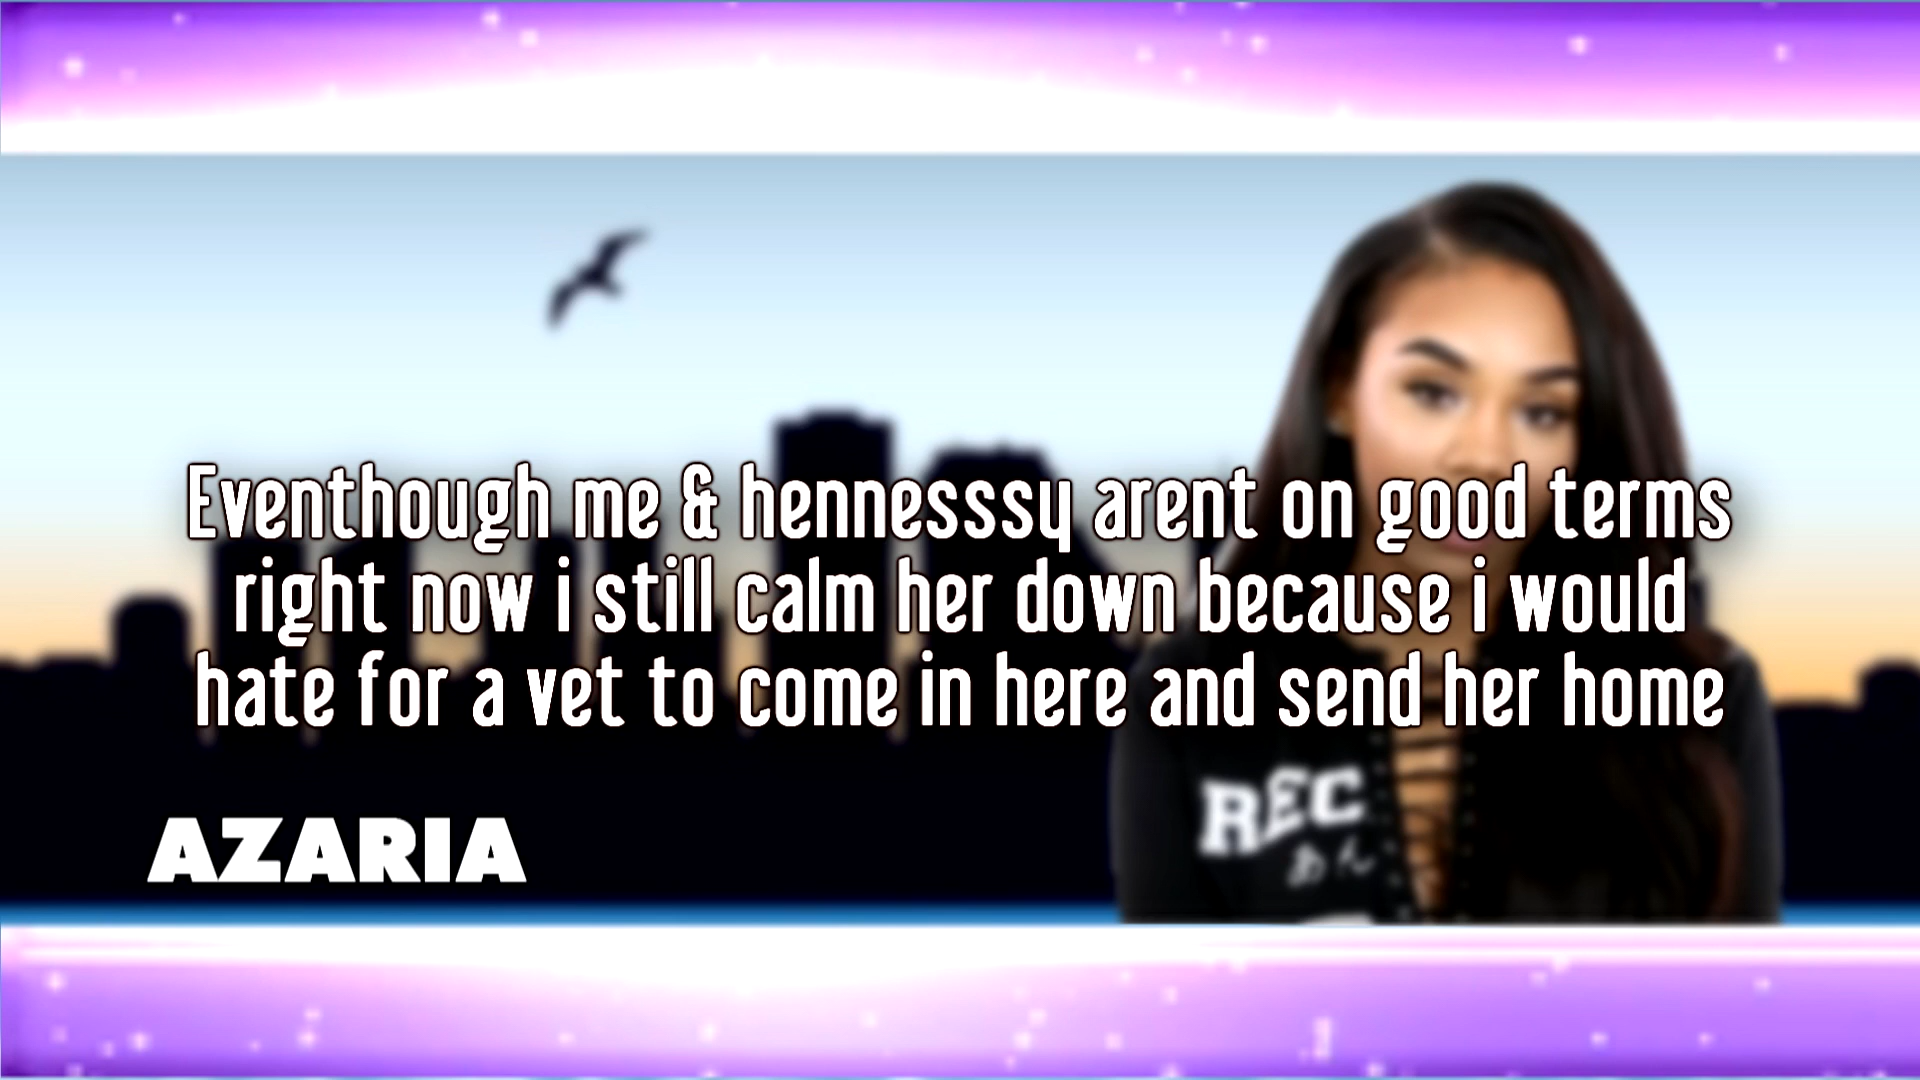 Eventhough me & hennesssy arent on good terms
right now i still calm her down because i would
hate for a vet to come in here and send her home
AZARIA
REC